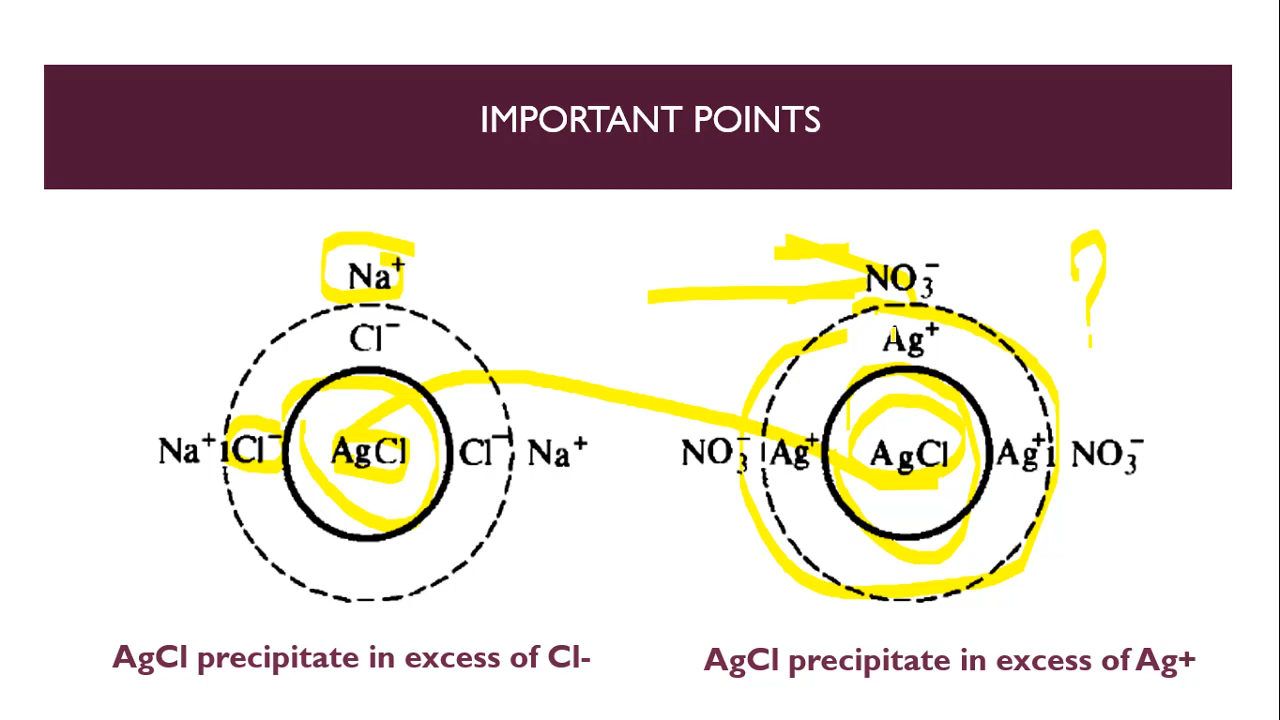 IMPORTANT POINTS
Na⁺ NO₃⁻ ?
Cl⁻ Ag⁺
Na⁺ Cl⁻ AgCl Cl⁻ Na⁺ NO₃⁻ Ag⁺ AgCl Ag⁺ NO₃⁻
AgCl precipitate in excess of Cl- AgCl precipitate in excess of Ag+